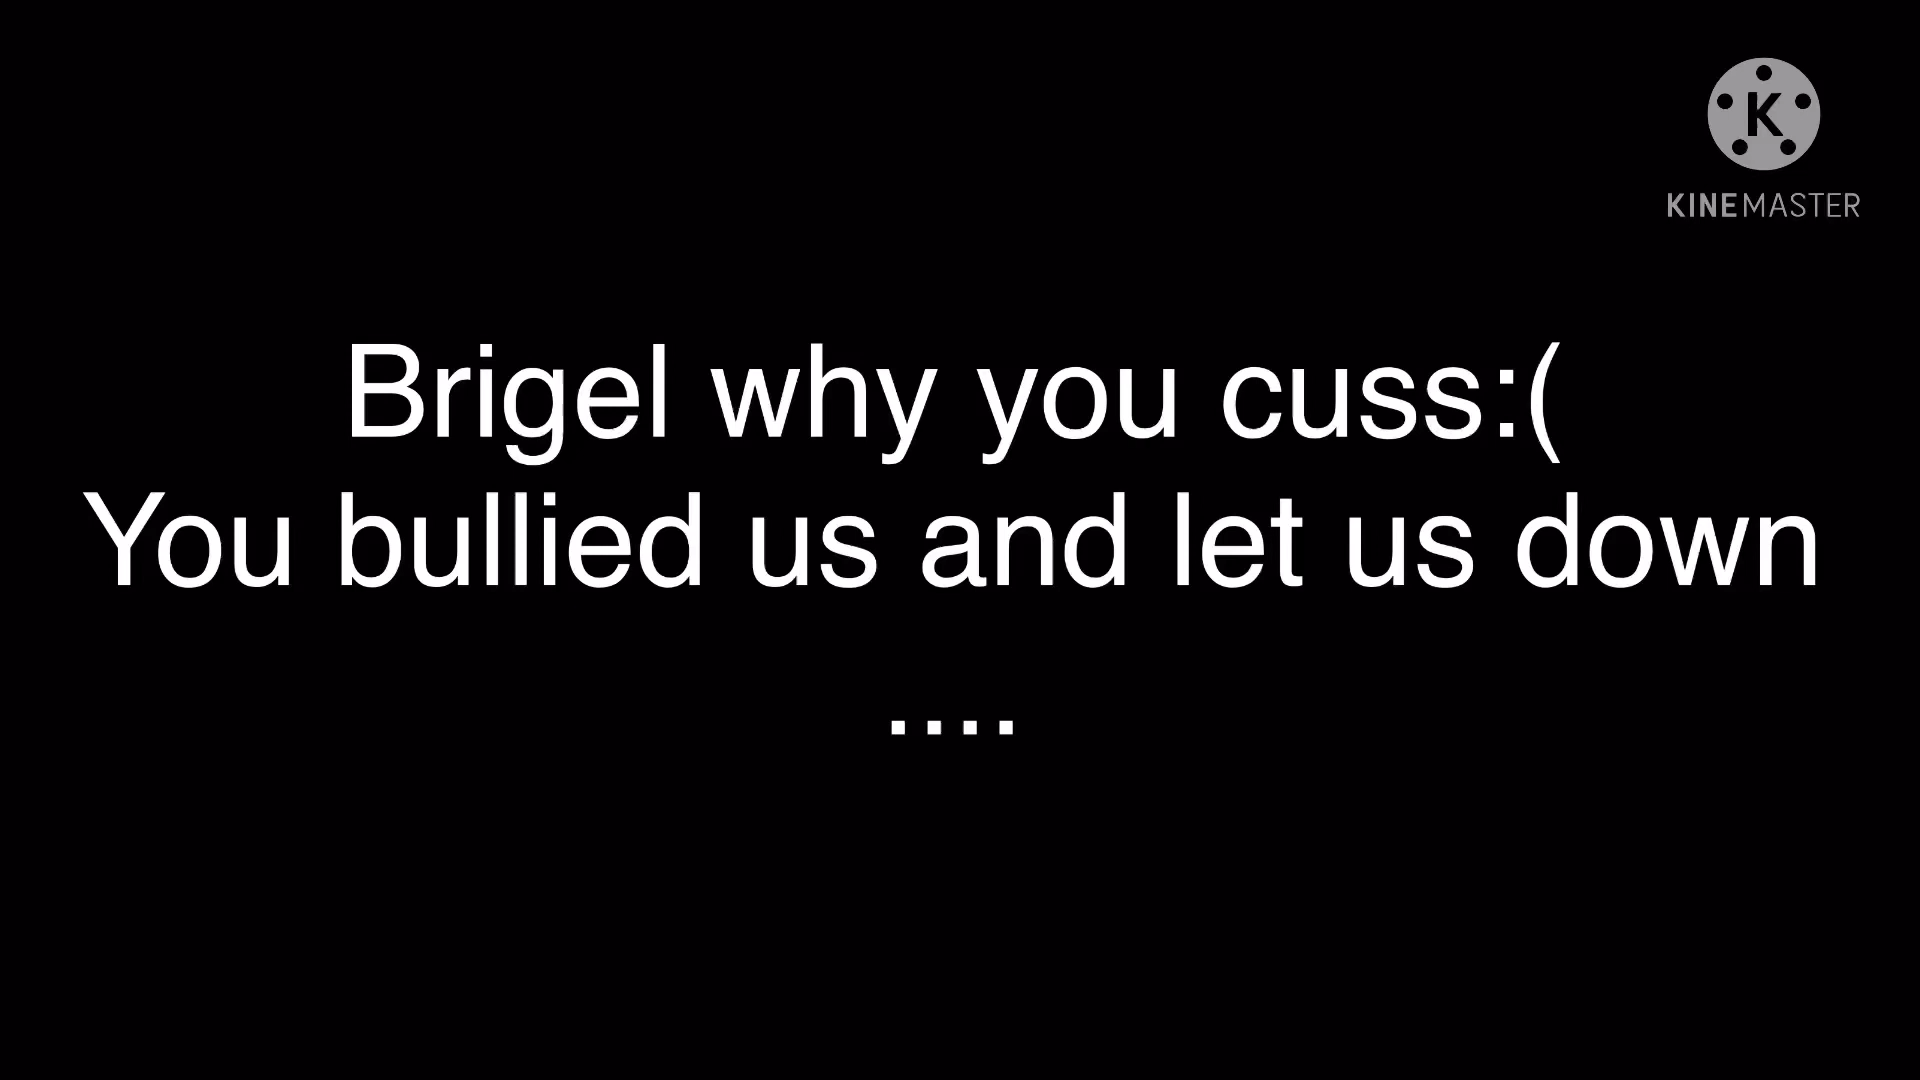 K
KINEMASTER
Brigel why you cuss:(
You bullied us and let us down
....